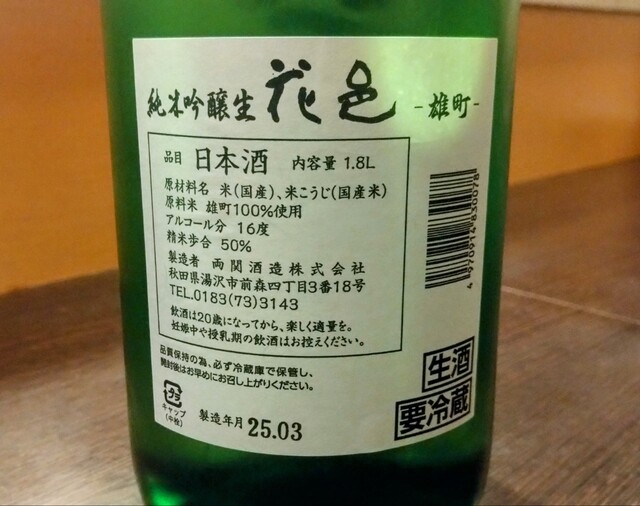 純米吟醸生 花邑 -雄町-
品目 日本酒 内容量 1.8L
原材料名 米(国産)、米こうじ(国産米)
原料米 雄町100%使用
アルコール分 16度
精米歩合 50%
製造者 両関酒造株式会社
秋田県湯沢市前森四丁目3番18号
TEL.0183(73)3143
飲酒は20歳になってから、楽しく適量を。
妊娠中や授乳期の飲酒はお控えください。
4 970914 630078
品質保持の為、必ず冷蔵庫で保管し、
開封後はお早めにお召し上がりください。
生酒
要冷蔵
プラ
キャップ
(中栓)
製造年月 25.03